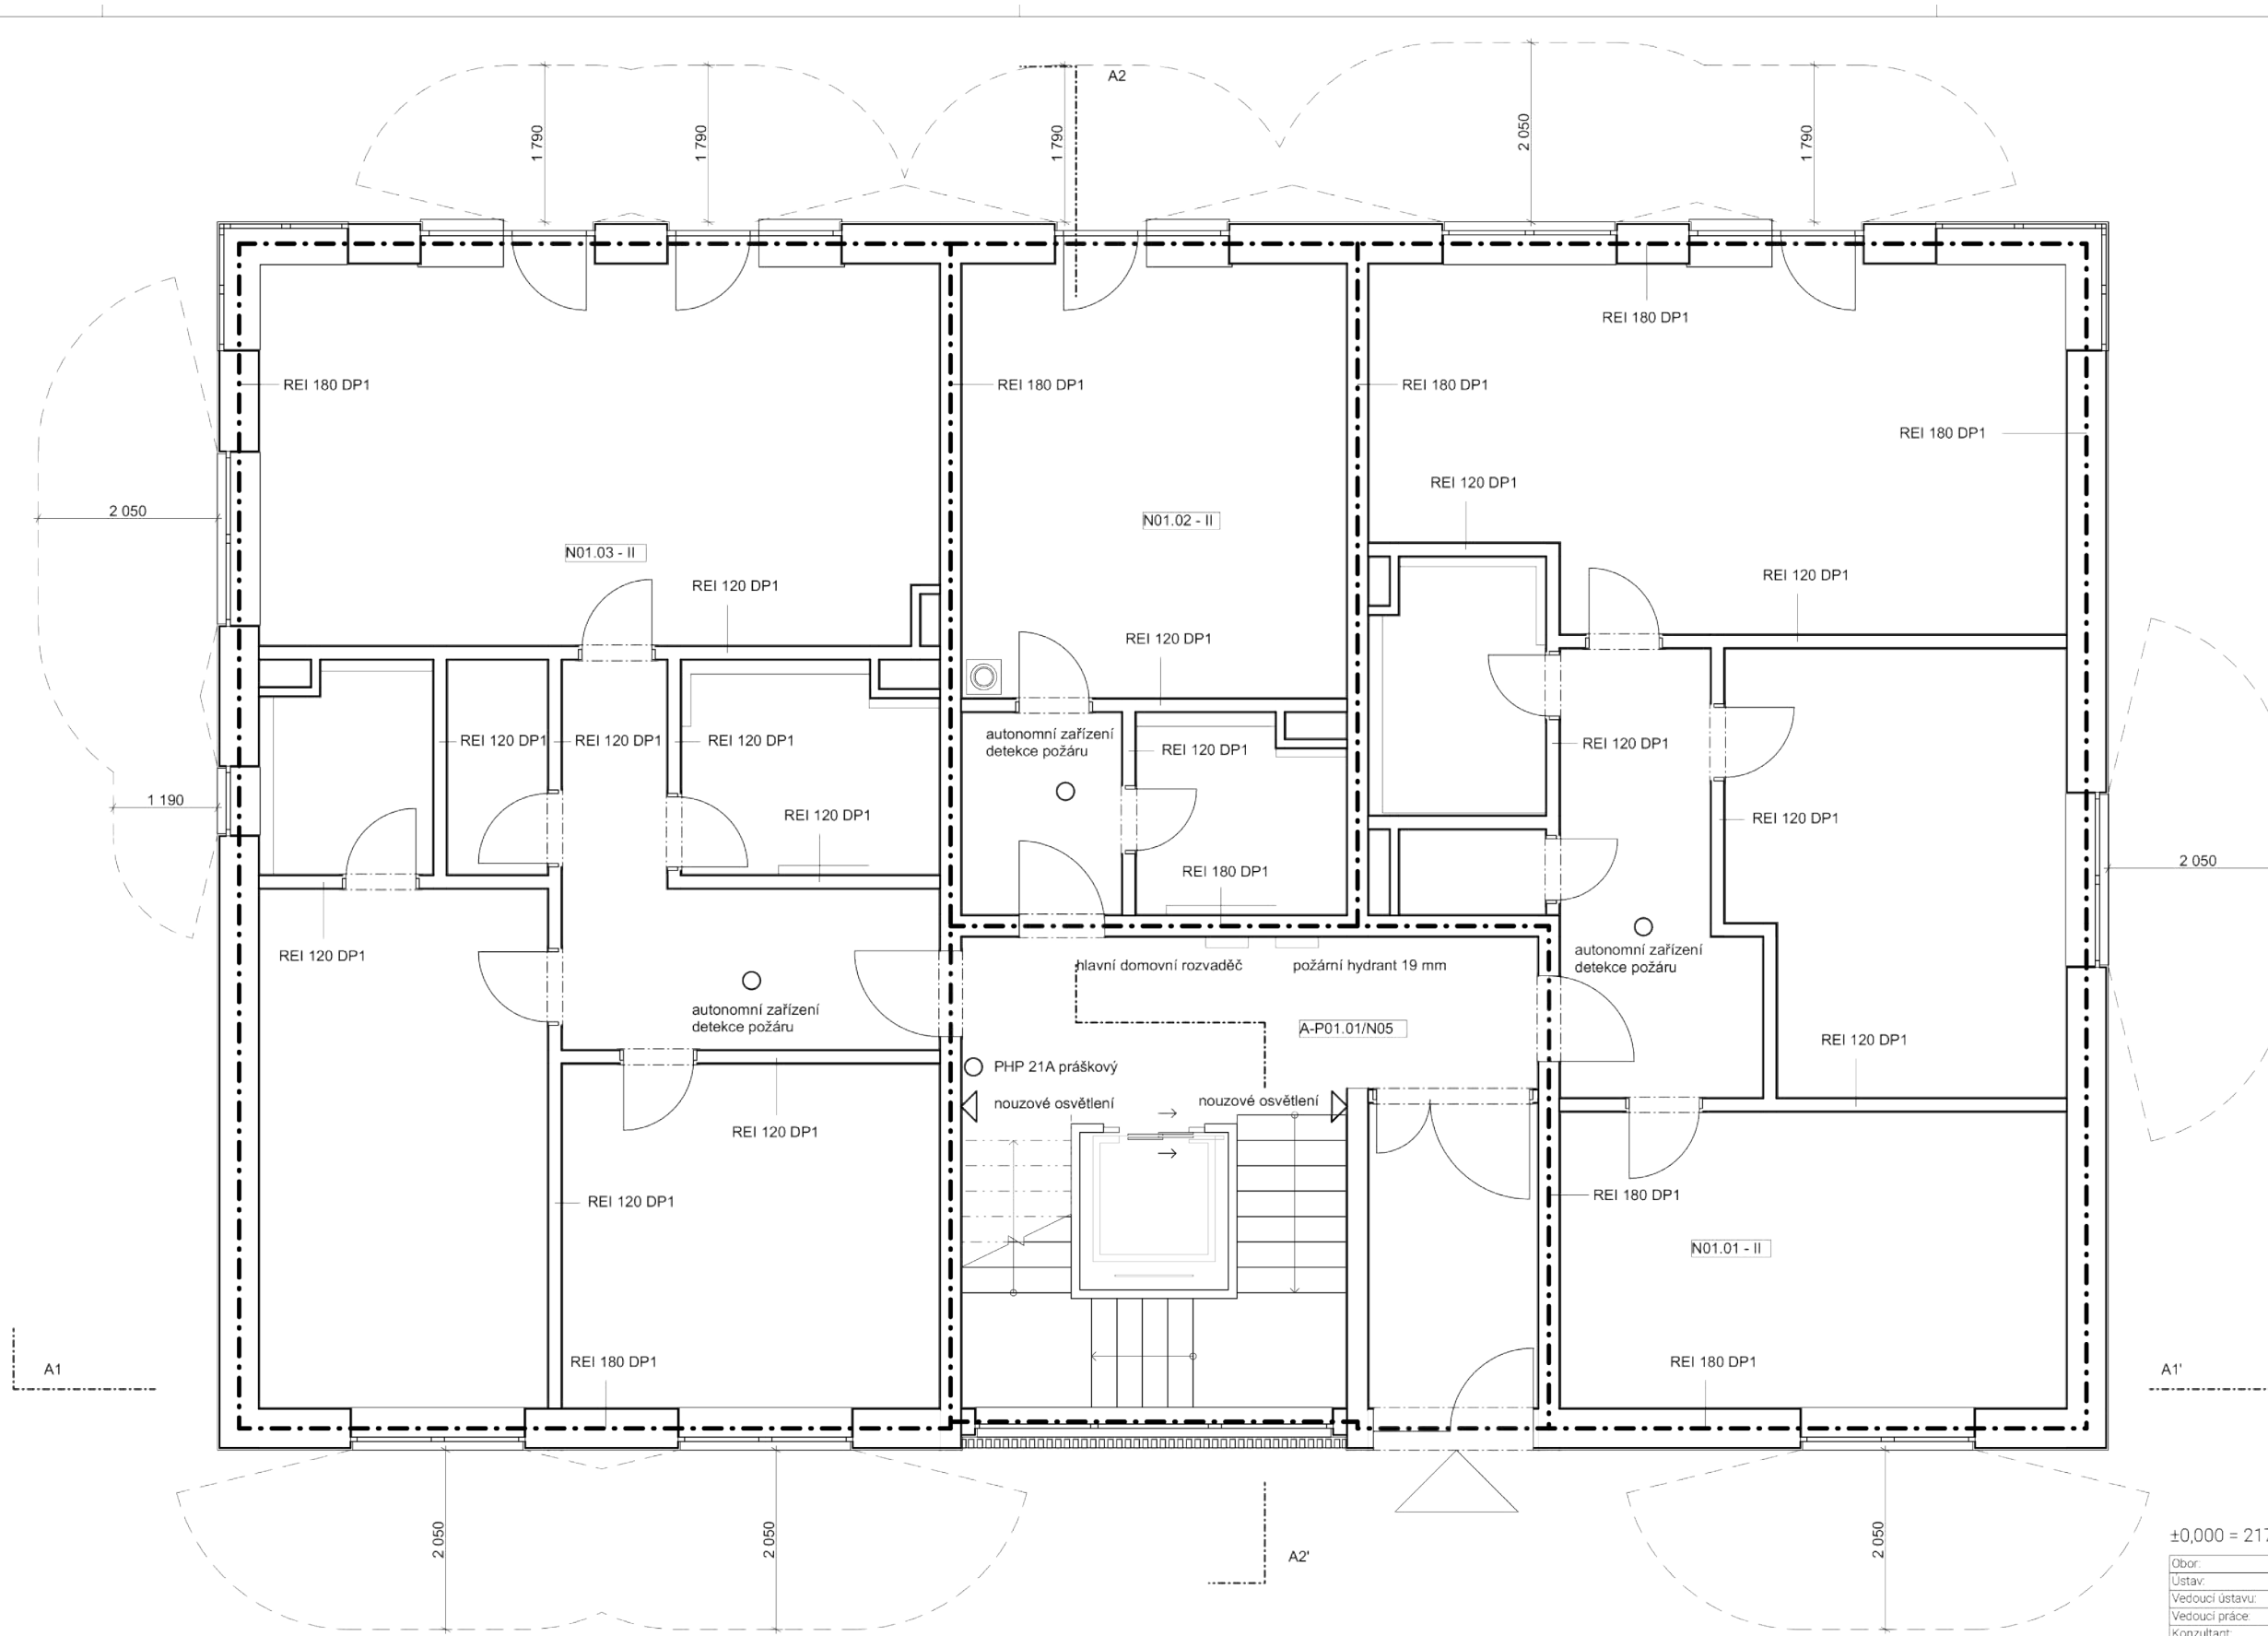 A2
1 790
1 790
1 790
2 050
1 790
REI 180 DP1
REI 180 DP1
REI 180 DP1
REI 180 DP1
REI 180 DP1
REI 120 DP1
2 050
N01.02 - II
N01.03 - II
REI 120 DP1
REI 120 DP1
REI 120 DP1
autonomní zařízení
detekce požáru
REI 120 DP1
REI 120 DP1
REI 120 DP1
REI 120 DP1
REI 120 DP1
1 190
REI 120 DP1
REI 120 DP1
2 050
REI 180 DP1
REI 120 DP1
hlavní domovní rozvaděč
požární hydrant 19 mm
autonomní zařízení
detekce požáru
autonomní zařízení
detekce požáru
A-P01.01/N05
REI 120 DP1
PHP 21A práškový
nouzové osvětlení
nouzové osvětlení
REI 120 DP1
REI 120 DP1
REI 180 DP1
N01.01 - II
REI 180 DP1
REI 180 DP1
A1
A1'
2 050
2 050
2 050
A2'
±0,000 = 217
Obor:
Ústav:
Vedoucí ústavu:
Vedoucí práce:
Konzultant: